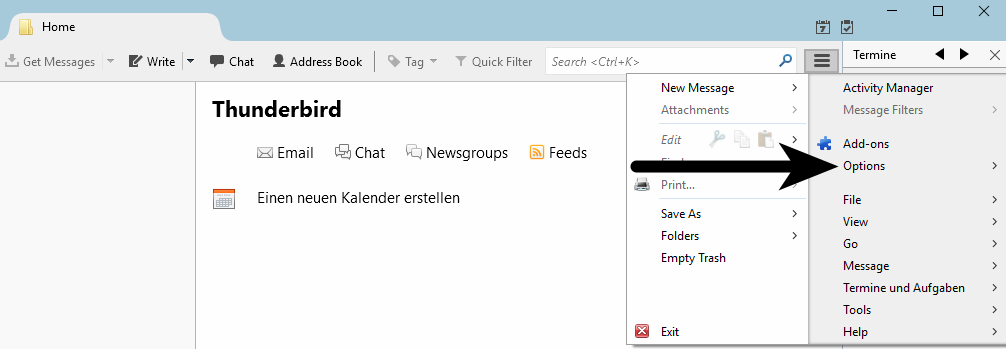 Home
7
Get Messages Write Chat Address Book Tag Quick Filter Search <Ctrl+K> Termine
Thunderbird
Email Chat Newsgroups Feeds
Einen neuen Kalender erstellen
New Message
Attachments
Edit
Print...
Save As
Folders
Empty Trash
Exit
Activity Manager
Message Filters
Add-ons
Options
File
View
Go
Message
Termine und Aufgaben
Tools
Help